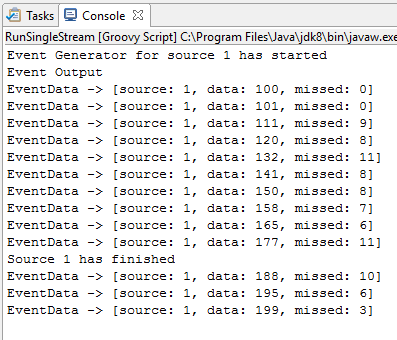 Tasks Console
RunSingleStream [Groovy Script] C:\Program Files\Java\jdk8\bin\javaw.exe
Event Generator for source 1 has started
Event Output
EventData -> [source: 1, data: 100, missed: 0]
EventData -> [source: 1, data: 101, missed: 0]
EventData -> [source: 1, data: 111, missed: 9]
EventData -> [source: 1, data: 120, missed: 8]
EventData -> [source: 1, data: 132, missed: 11]
EventData -> [source: 1, data: 141, missed: 8]
EventData -> [source: 1, data: 150, missed: 8]
EventData -> [source: 1, data: 158, missed: 7]
EventData -> [source: 1, data: 165, missed: 6]
EventData -> [source: 1, data: 177, missed: 11]
Source 1 has finished
EventData -> [source: 1, data: 188, missed: 10]
EventData -> [source: 1, data: 195, missed: 6]
EventData -> [source: 1, data: 199, missed: 3]